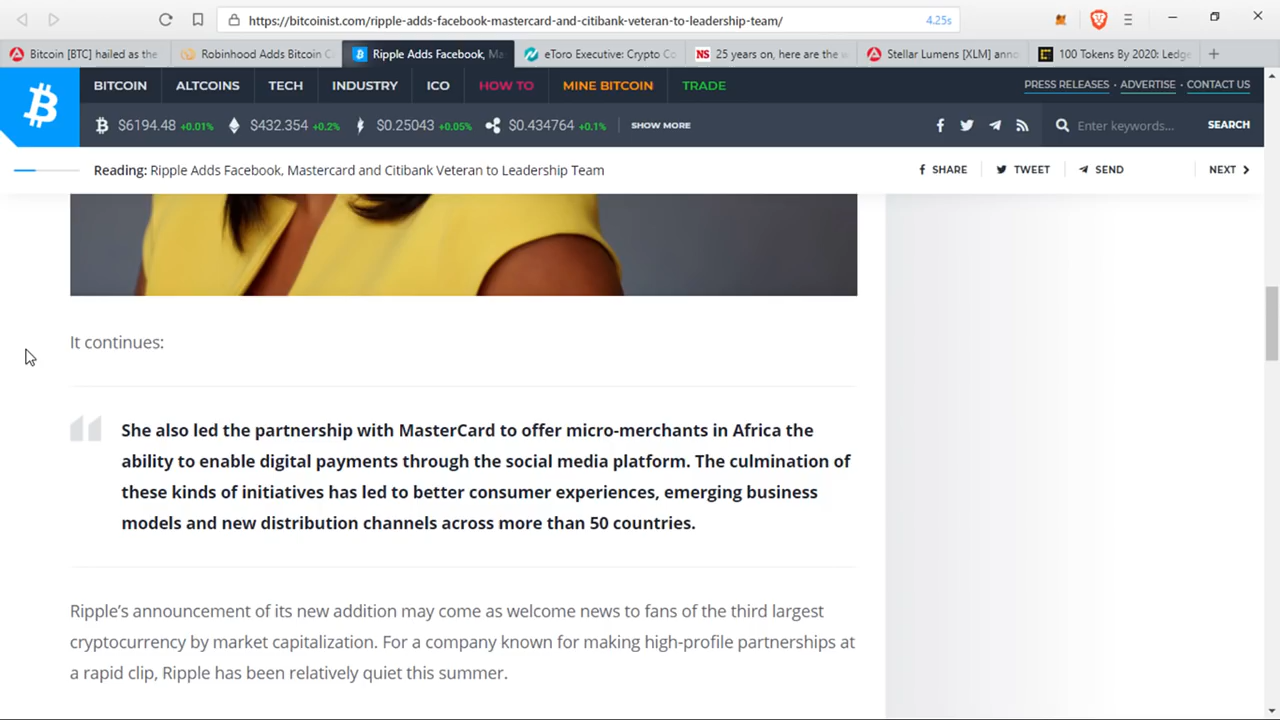 https://bitcoinist.com/ripple-adds-facebook-mastercard-and-citibank-veteran-to-leadership-team/ 4.25s
Bitcoin [BTC] hailed as the
Robinhood Adds Bitcoin C
Ripple Adds Facebook, Ma
eToro Executive: Crypto Co
NS 25 years on, here are the w
Stellar Lumens [XLM] anno
100 Tokens By 2020: Ledge
BITCOIN ALTCOINS TECH INDUSTRY ICO HOW TO MINE BITCOIN TRADE
PRESS RELEASES · ADVERTISE · CONTACT US
$6194.48 +0.01% $432.354 +0.2% $0.25043 +0.05% $0.434764 +0.1% SHOW MORE
Enter keywords... SEARCH
Reading: Ripple Adds Facebook, Mastercard and Citibank Veteran to Leadership Team
SHARE TWEET SEND NEXT
It continues:
She also led the partnership with MasterCard to offer micro-merchants in Africa the
ability to enable digital payments through the social media platform. The culmination of
these kinds of initiatives has led to better consumer experiences, emerging business
models and new distribution channels across more than 50 countries.
Ripple’s announcement of its new addition may come as welcome news to fans of the third largest
cryptocurrency by market capitalization. For a company known for making high-profile partnerships at
a rapid clip, Ripple has been relatively quiet this summer.